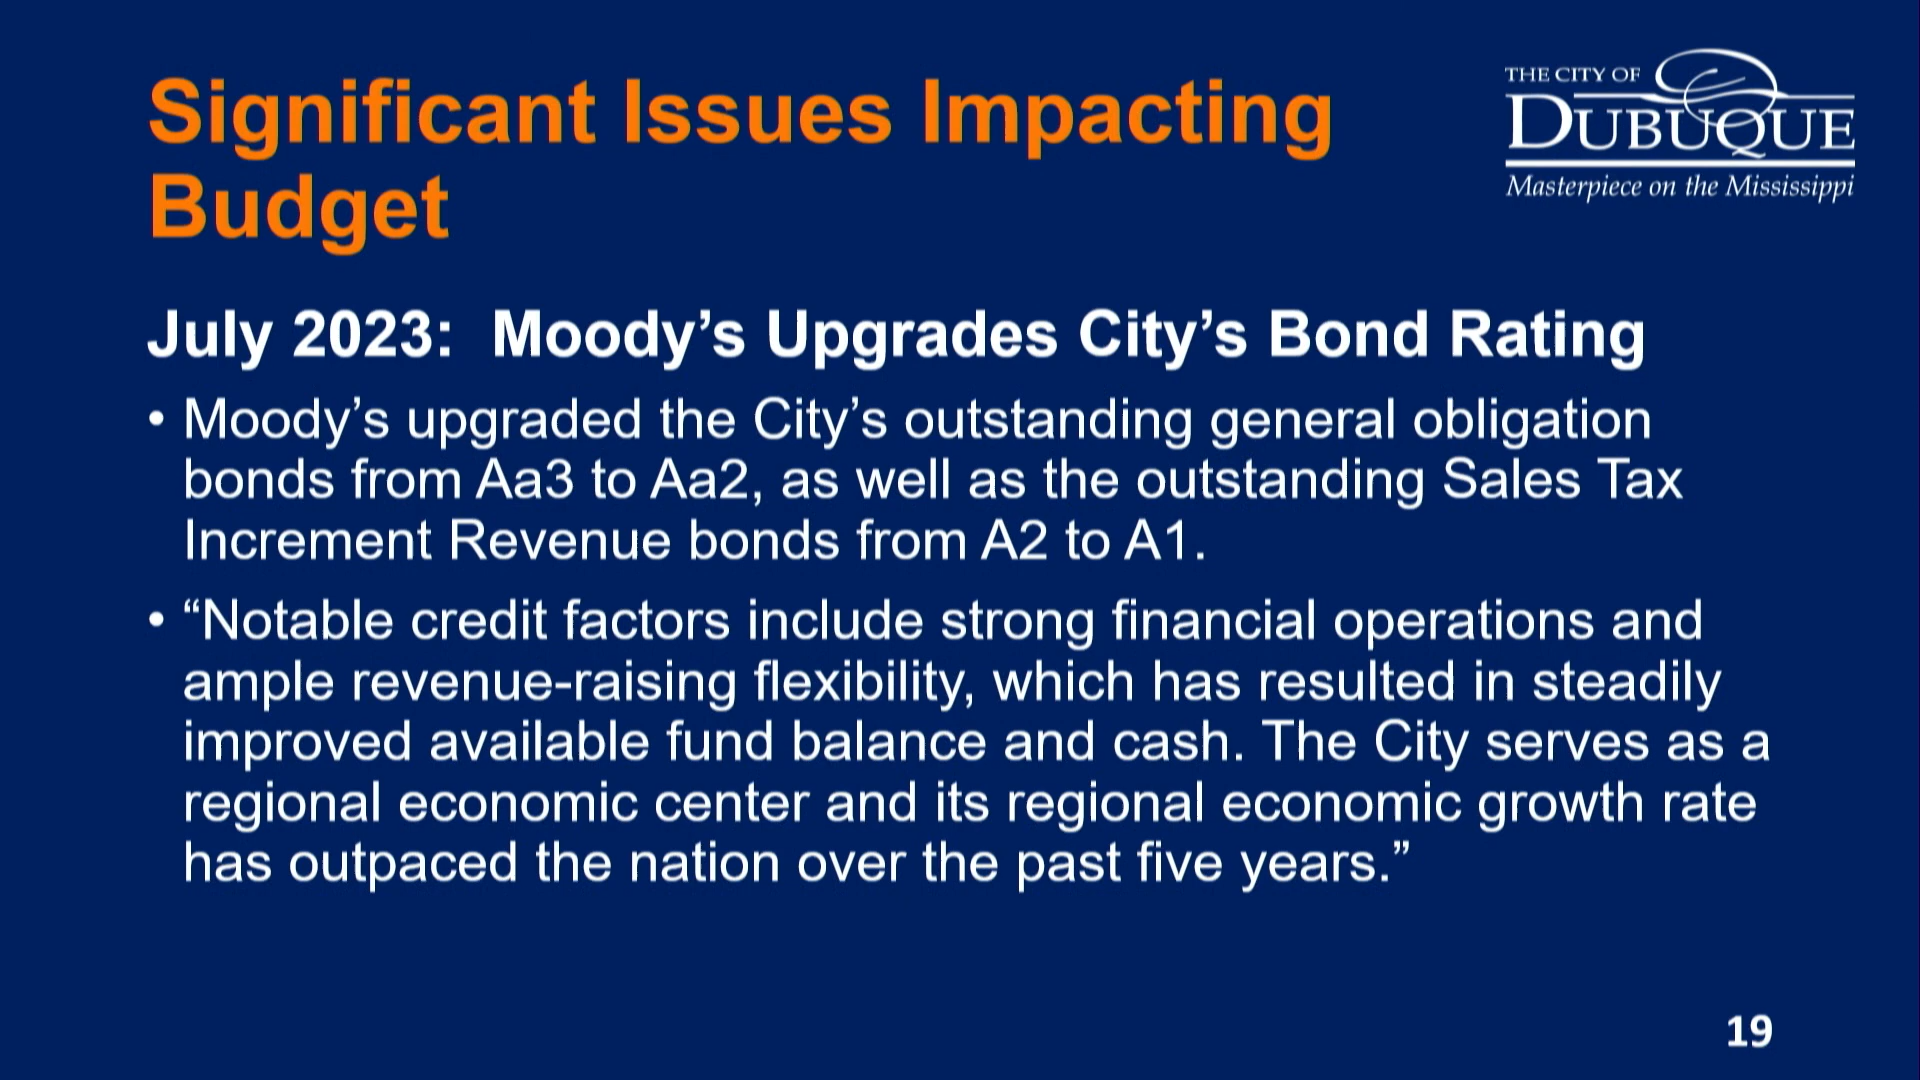 Significant Issues Impacting
Budget
THE CITY OF
DUBUQUE
Masterpiece on the Mississippi
July 2023:  Moody’s Upgrades City’s Bond Rating
• Moody’s upgraded the City’s outstanding general obligation
bonds from Aa3 to Aa2, as well as the outstanding Sales Tax
Increment Revenue bonds from A2 to A1.
• “Notable credit factors include strong financial operations and
ample revenue-raising flexibility, which has resulted in steadily
improved available fund balance and cash. The City serves as a
regional economic center and its regional economic growth rate
has outpaced the nation over the past five years.”
19